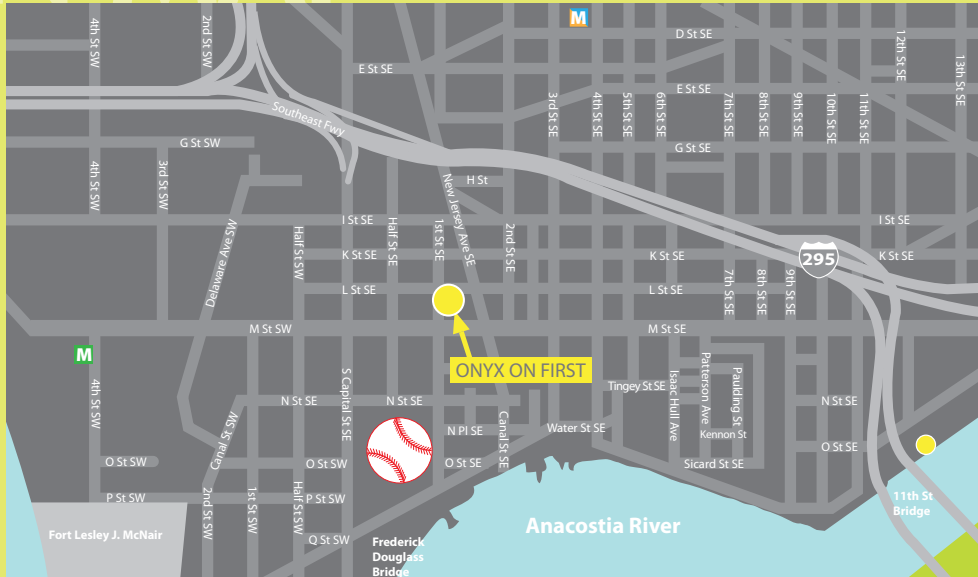 M
D St SE
4th St SW
2nd St SW
12th St SE
13th St SE
E St SE
E St SE
3rd St SE
4th St SE
5th St SE
6th St SE
7th St SE
8th St SE
9th St SE
10th St SE
11th St SE
Southeast Fwy
G St SW
G St SE
4th St SW
3rd St SW
H St
New Jersey Ave SE
I St SE
I St SE
Delaware Ave SW
Half St SW
Half St SE
1st St SE
2nd St SE
K St SE
K St SE
K St SE
295
L St SE
L St SE
7th St SE
8th St SE
9th St SE
M St SW
M St SE
M
ONYX ON FIRST
4th St SW
S Capital St SE
Tingey St SE
Isaac Hull Ave
Patterson Ave
Paulding St
N St SE
N St SE
N St SE
Canal St SW
Canal St SE
N Pl SE
Water St SE
Kennon St
O St SW
O St SW
O St SE
Sicard St SE
O St SE
P St SW
2nd St SW
1st St SW
Half St SW
P St SW
11th St
Bridge
Anacostia River
Fort Lesley J. McNair
Q St SW
Frederick
Douglass
Bridge